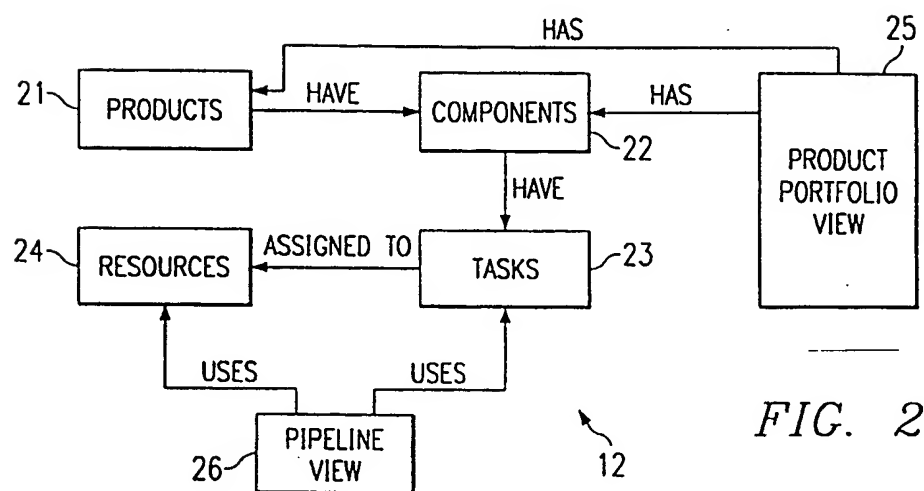 HAS
25
21
PRODUCTS
HAVE
COMPONENTS
HAS
22
PRODUCT
PORTFOLIO
VIEW
HAVE
24
RESOURCES
ASSIGNED TO
TASKS
23
USES
USES
PIPELINE
VIEW
26
12
FIG. 2